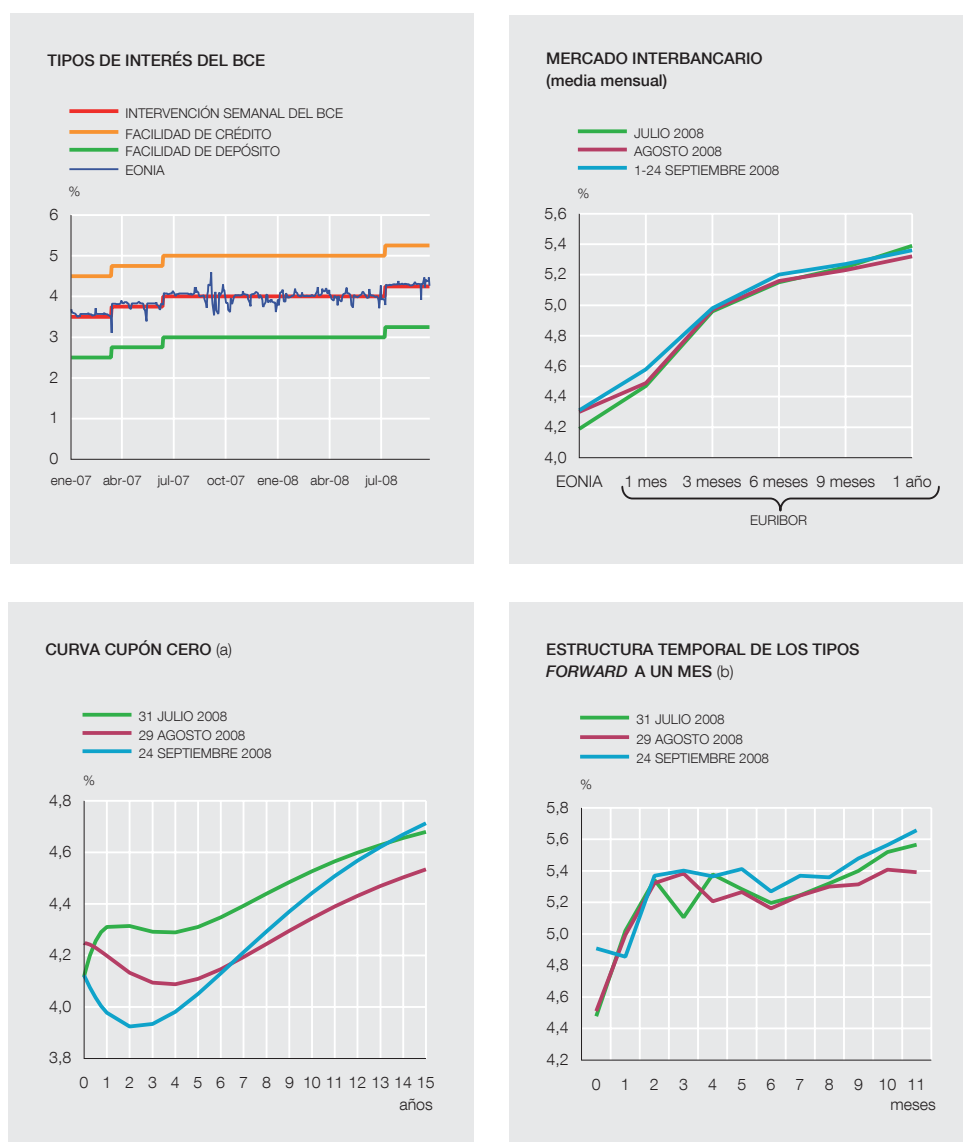 TIPOS DE INTERÉS DEL BCE
INTERVENCIÓN SEMANAL DEL BCE
FACILIDAD DE CRÉDITO
FACILIDAD DE DEPÓSITO
EONIA
%
6
5
4
3
2
1
0
ene-07 abr-07 jul-07 oct-07 ene-08 abr-08 jul-08
MERCADO INTERBANCARIO
(media mensual)
JULIO 2008
AGOSTO 2008
1-24 SEPTIEMBRE 2008
%
5,6
5,4
5,2
5,0
4,8
4,6
4,4
4,2
4,0
EONIA 1 mes 3 meses 6 meses 9 meses 1 año
EURIBOR
CURVA CUPÓN CERO (a)
31 JULIO 2008
29 AGOSTO 2008
24 SEPTIEMBRE 2008
%
4,8
4,6
4,4
4,2
4,0
3,8
0 1 2 3 4 5 6 7 8 9 10 11 12 13 14 15
años
ESTRUCTURA TEMPORAL DE LOS TIPOS
FORWARD A UN MES (b)
31 JULIO 2008
29 AGOSTO 2008
24 SEPTIEMBRE 2008
%
5,8
5,6
5,4
5,2
5,0
4,8
4,6
4,4
4,2
0 1 2 3 4 5 6 7 8 9 10 11
meses